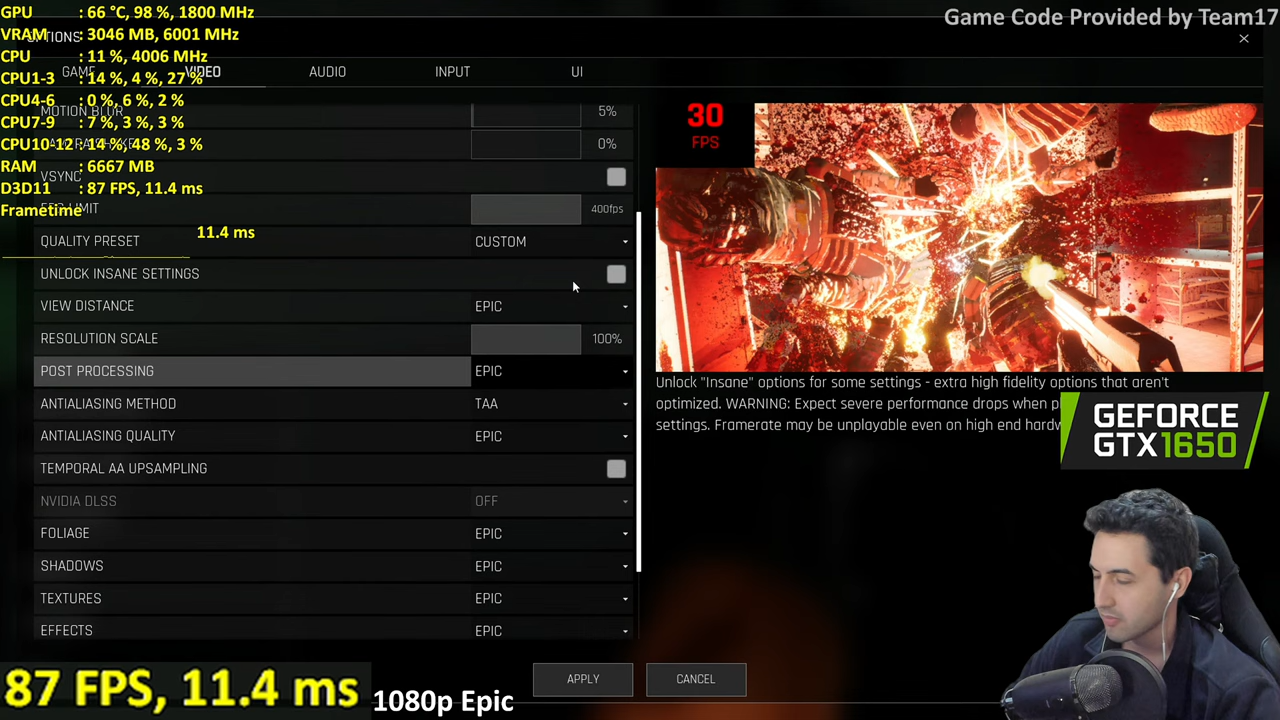 GPU : 66 °C, 98 %, 1800 MHz
Game Code Provided by Team17
VRAM : 3046 MB, 6001 MHz
OPTIONS
CPU : 11 %, 4006 MHz
GAME VIDEO AUDIO INPUT UI
CPU1-3 : 14 %, 4 %, 27 %
CPU4-6 : 0 %, 6 %, 2 %
MOTION BLUR 5%
30
FPS
CPU7-9 : 7 %, 3 %, 3 %
CPU10-12 : 14 %, 48 %, 3 %
0%
RAM : 6667 MB
VSYNC
D3D11 : 87 FPS, 11.4 ms
Frametime
LIMIT 400fps
11.4 ms
QUALITY PRESET CUSTOM
UNLOCK INSANE SETTINGS
VIEW DISTANCE EPIC
RESOLUTION SCALE 100%
POST PROCESSING EPIC
ANTIALIASING METHOD TAA
ANTIALIASING QUALITY EPIC
TEMPORAL AA UPSAMPLING
NVIDIA DLSS OFF
FOLIAGE EPIC
SHADOWS EPIC
TEXTURES EPIC
EFFECTS EPIC
Unlock "Insane" options for some settings - extra high fidelity options that aren't
optimized. WARNING: Expect severe performance drops when
settings. Framerate may be unplayable even on high end
GEFORCE
GTX1650
APPLY CANCEL
87 FPS, 11.4 ms
1080p Epic